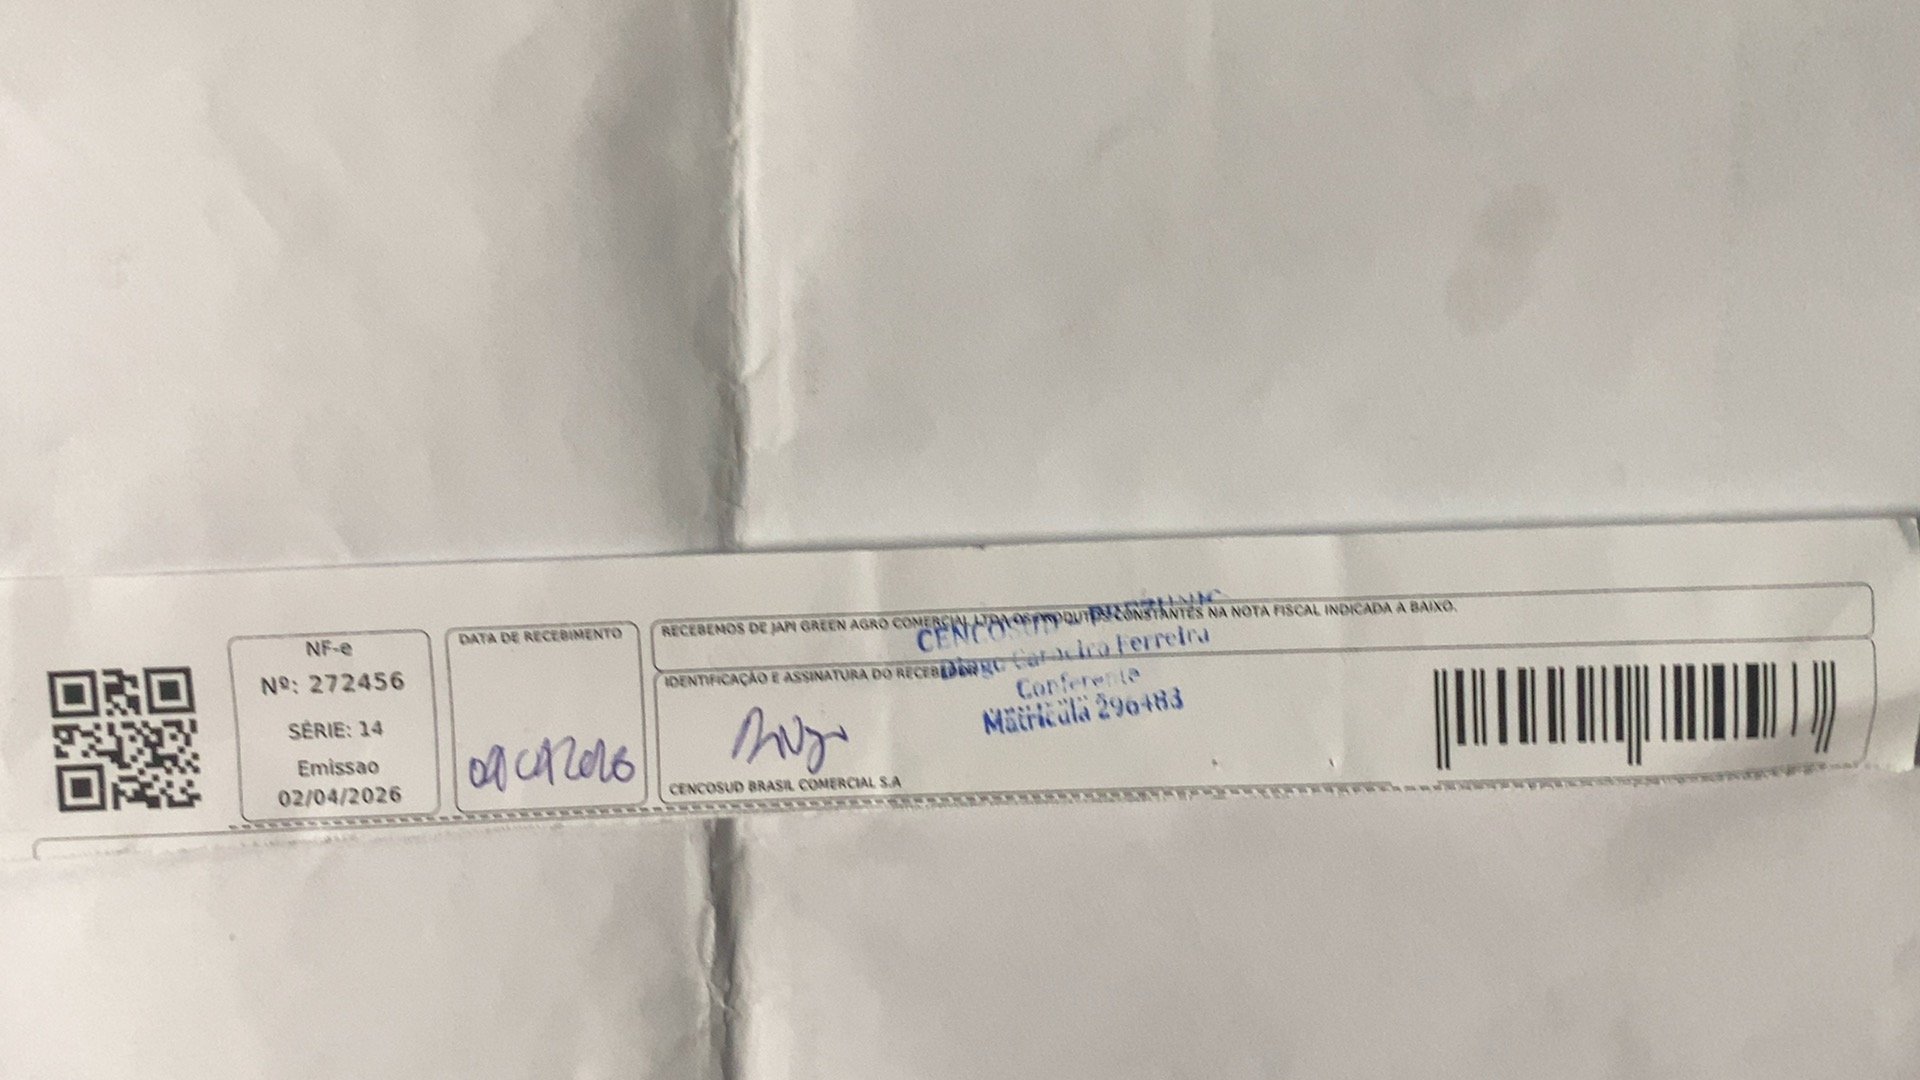 NF-e
Nº: 272456
SÉRIE: 14
Emissao
02/04/2026
DATA DE RECEBIMENTO
RECEBEMOS DE JAPI GREEN AGRO COMERCIAL LTDA OS PRODUTOS CONSTANTES NA NOTA FISCAL INDICADA A BAIXO.
IDENTIFICAÇÃO E ASSINATURA DO RECEBEDOR
CENCOSUD
Diogo Ferreira
Conferente
Matricula 296483
CENCOSUD BRASIL COMERCIAL S.A